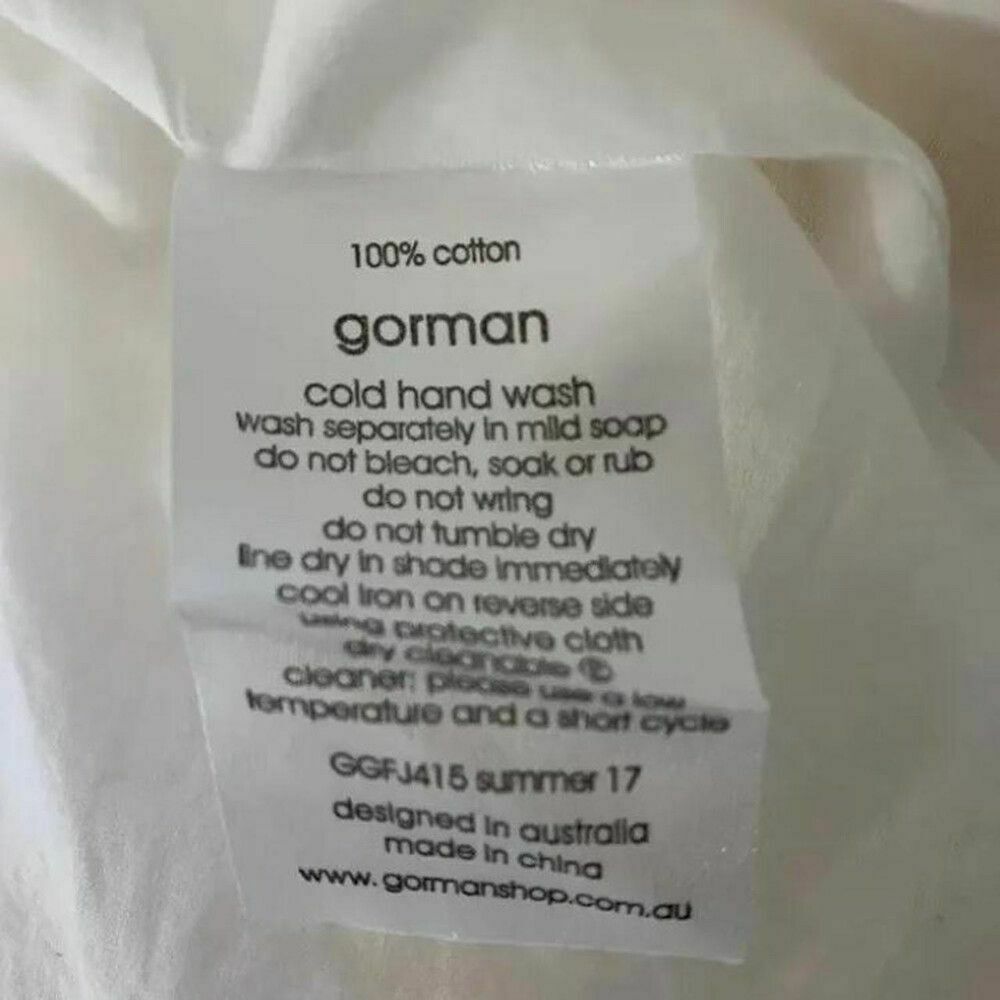 100% cotton
gorman
cold hand wash
wash separately in mild soap
do not bleach, soak or rub
do not wring
do not tumble dry
line dry in shade immediately
cool iron on reverse side
using protective cloth
dry cleanable Ⓟ
cleaner: please use a low
temperature and a short cycle
GGFJ415 summer 17
designed in australia
made in china
www.gormanshop.com.au